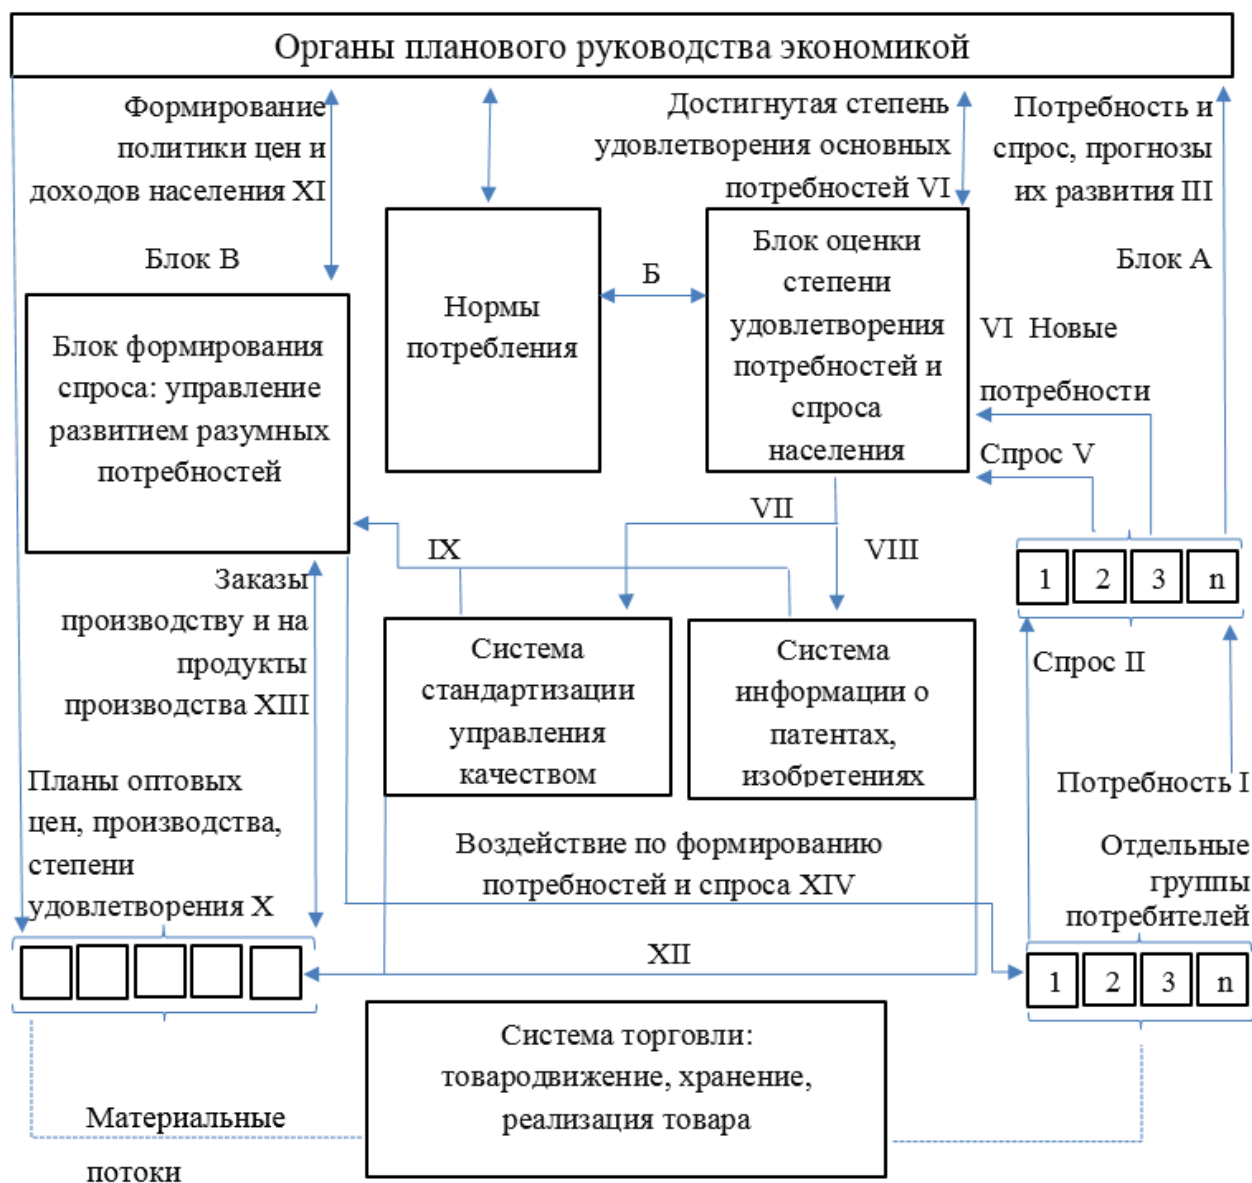 Органы планового руководства экономикой
Формирование
политики цен и
доходов населения XI
Достигнутая степень
удовлетворения основных
потребностей VI
Потребность и
спрос, прогнозы
их развития III
Блок В
Блок А
Блок формирования
спроса: управление
развитием разумных
потребностей
Нормы
потребления
Б
Блок оценки
степени
удовлетворения
потребностей и
спроса
населения
VI Новые
потребности
Спрос V
VII
VIII
IX
1
2
3
n
Заказы
производству и на
продукты
производства XIII
Система
стандартизации
управления
качеством
Система
информации о
патентах,
изобретениях
Спрос II
Потребность I
Планы оптовых
цен, производства,
степени
удовлетворения X
Воздействие по формированию
потребностей и спроса XIV
Отдельные
группы
потребителей
XII
1
2
3
n
Система торговли:
товародвижение, хранение,
реализация товара
Материальные
потоки